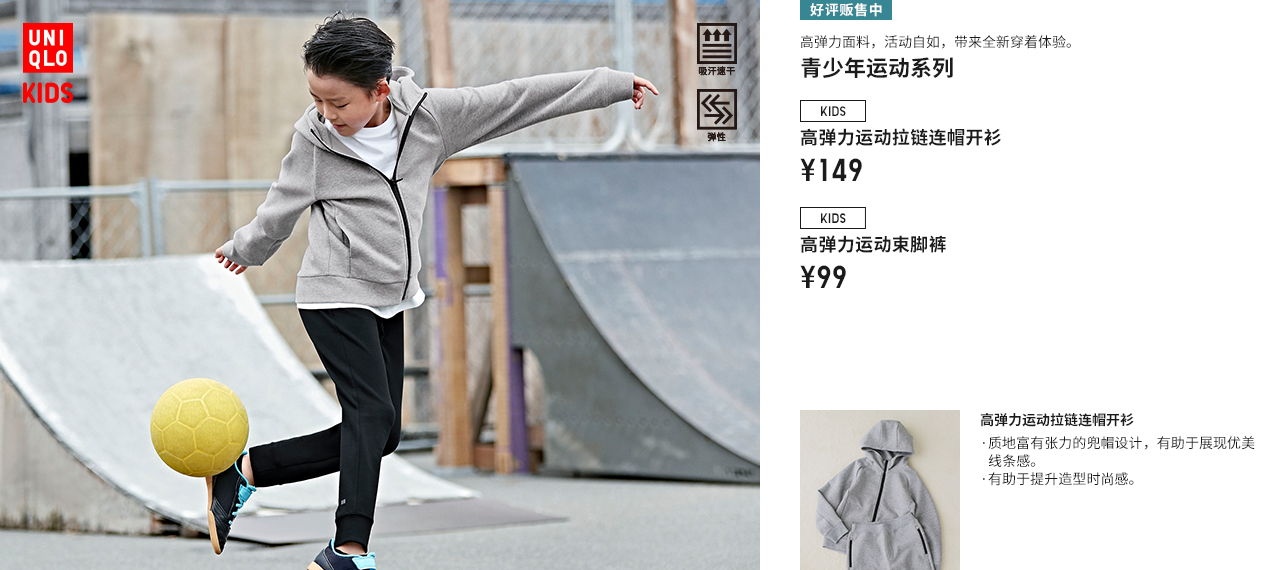 UNI
QLO
KIDS
吸汗速干
弹性
好评贩售中
高弹力面料，活动自如，带来全新穿着体验。
青少年运动系列
KIDS
高弹力运动拉链连帽开衫
¥149
KIDS
高弹力运动束脚裤
¥99
高弹力运动拉链连帽开衫
·质地富有张力的兜帽设计，有助于展现优美
线条感。
·有助于提升造型时尚感。